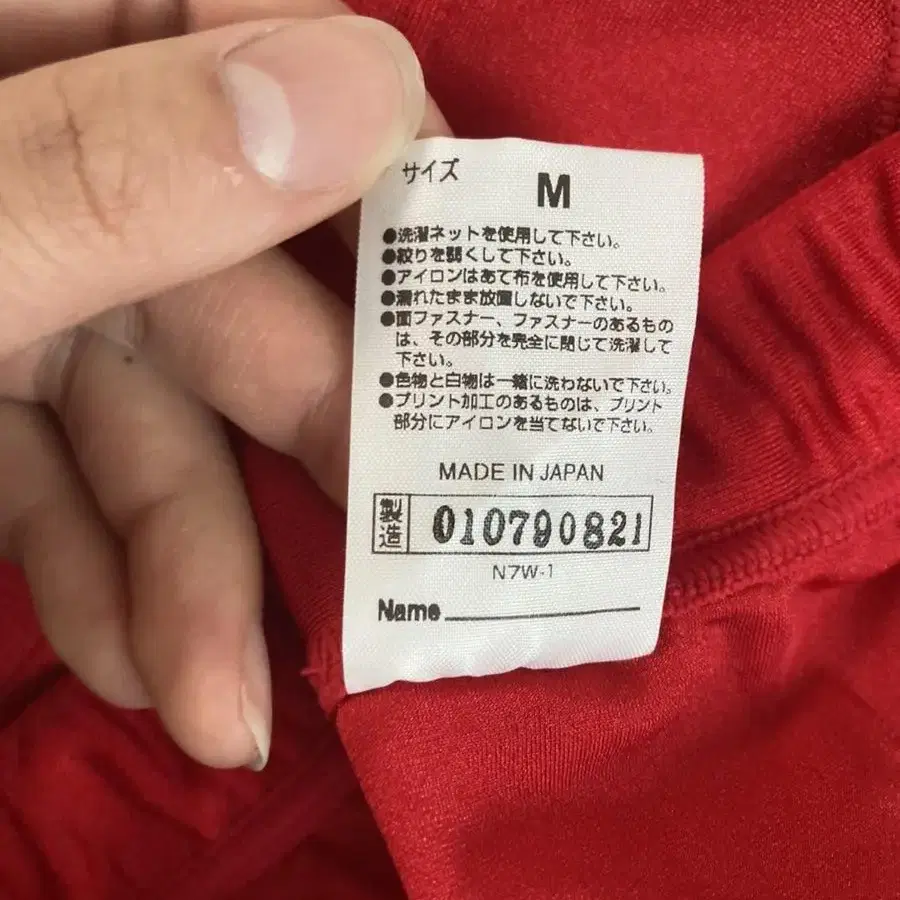 サイズ M
●洗濯ネットを使用して下さい。
●絞りを弱くして下さい。
●アイロンはあて布を使用して下さい。
●濡れたまま放置しないで下さい。
●面ファスナー、ファスナーのあるもの
は、その部分を完全に閉じて洗濯して
下さい。
●色物と白物は一緒に洗わないで下さい。
●プリント加工のあるものは、プリント
部分にアイロンを当てないで下さい。
MADE IN JAPAN
製造 010790821
N7W-1
Name